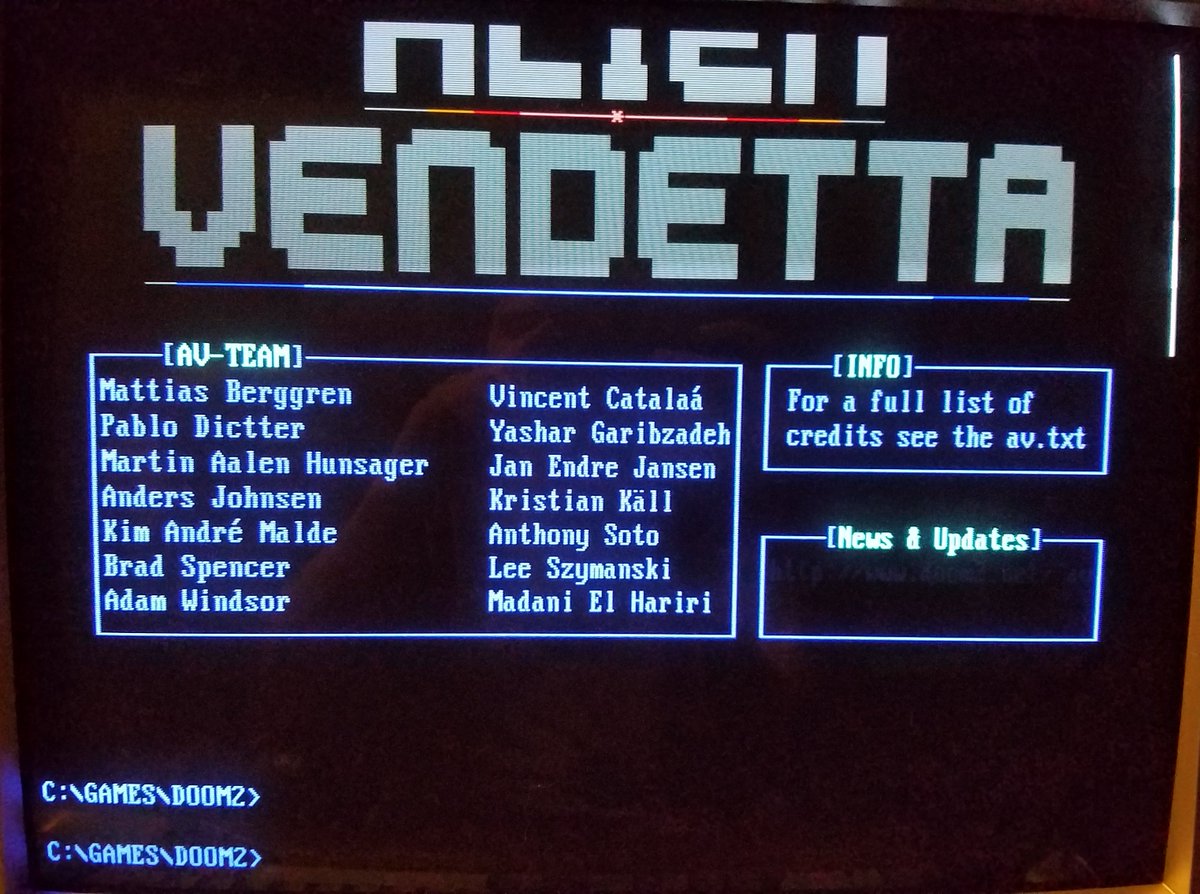 ALIEN
VENDETTA
[AV-TEAM]
Mattias Berggren
Pablo Dictter
Martin Aalen Hunsager
Anders Johnsen
Kim André Malde
Brad Spencer
Adam Windsor
Vincent Catalaá
Yashar Garibzadeh
Jan Endre Jansen
Kristian Käll
Anthony Soto
Lee Szymanski
Madani El Hariri
[INFO]
For a full list of
credits see the av.txt
[News & Updates]
C:\GAMES\DOOM2>
C:\GAMES\DOOM2>